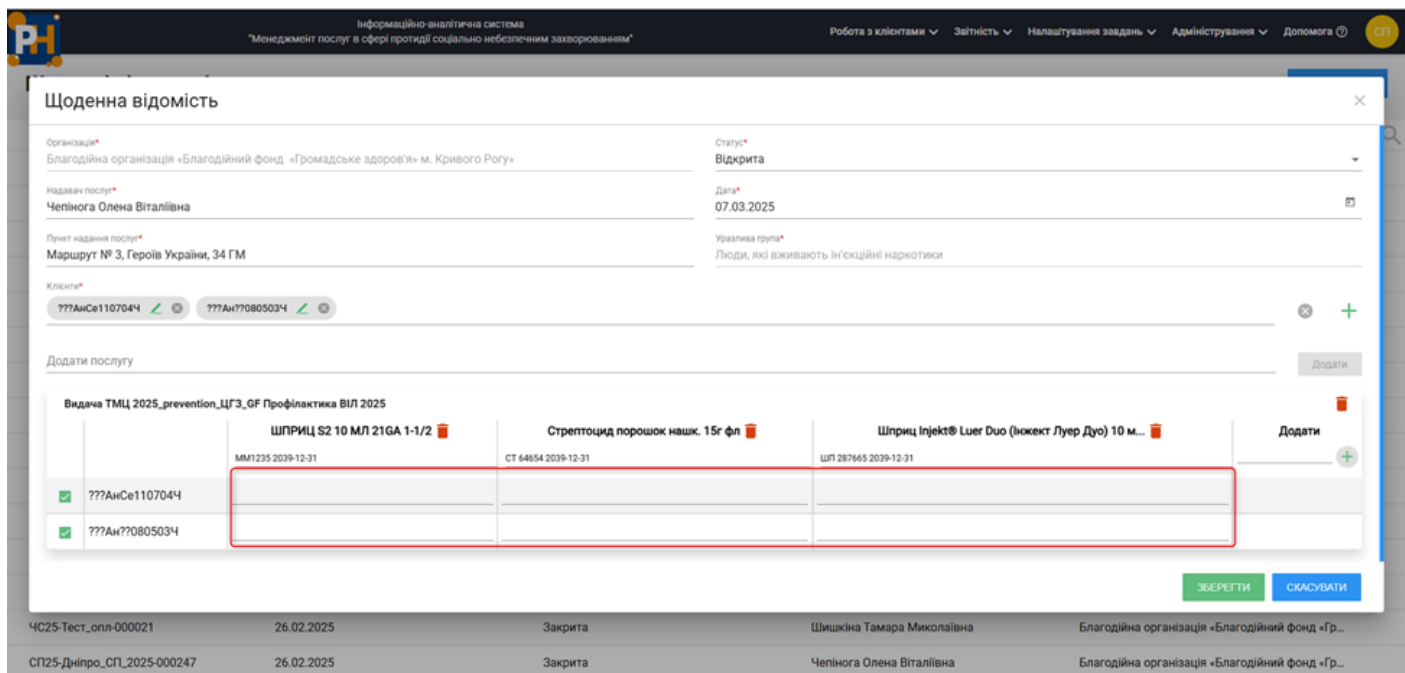 PH
Інформаційно-аналітична система
"Менеджмент послуг в сфері протидії соціально небезпечним захворюванням"
Робота з клієнтами Звітність Налаштування завдань Адміністрування Допомога ? СП
Щоденна відомість
Організація* Статус*
Благодійна організація «Благодійний фонд «Громадське здоров'я» м. Кривого Рогу» Відкрита
Надавач послуг* Дата*
Чепінога Олена Віталіївна 07.03.2025
Пункт надання послуг* Уразлива група*
Маршрут № 3, Героїв України, 34 ГМ Люди, які вживають ін'єкційні наркотики
Клієнти*
???АнСе110704Ч ???Ан??080503Ч
Додати послугу Додати
Видача ТМЦ 2025_prevention_ЦГЗ_GF Профілактика ВІЛ 2025
ШПРИЦ S2 10 МЛ 21GA 1-1/2 Стрептоцид порошок нашк. 15г фл Шприц Injekt® Luer Duo (Інжект Луер Дуо) 10 м... Додати
ММ1235 2039-12-31 СТ 64654 2039-12-31 ШП 287665 2039-12-31
???АнСе110704Ч
???Ан??080503Ч
ЗБЕРЕГТИ СКАСУВАТИ
ЧС25-Тест_опл-000021 26.02.2025 Закрита Шишкіна Тамара Миколаївна Благодійна організація «Благодійний фонд «Гр...
СП25-Дніпро_СП_2025-000247 26.02.2025 Закрита Чепінога Олена Віталіївна Благодійна організація «Благодійний фонд «Гр...